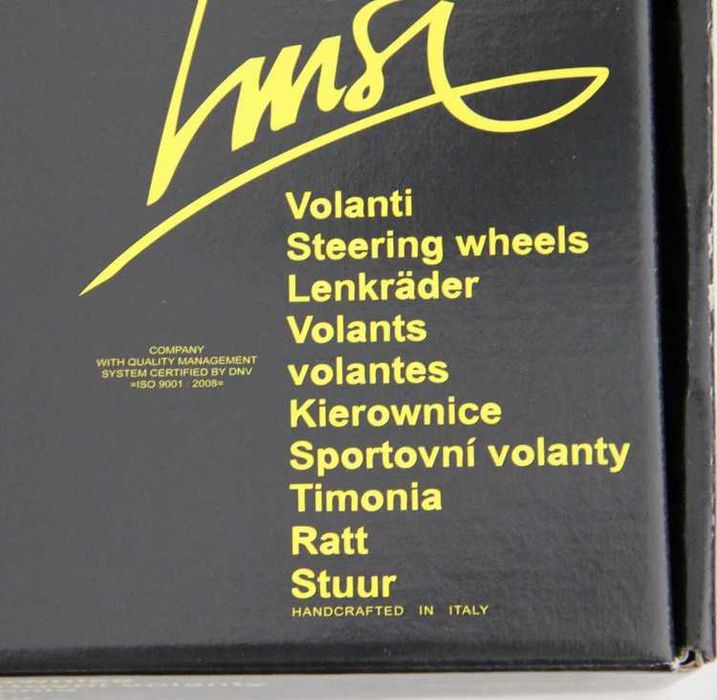 Volanti
Steering wheels
Lenkräder
Volants
volantes
Kierownice
Sportovní volanty
Timonia
Ratt
Stuur
HANDCRAFTED IN ITALY
COMPANY
WITH QUALITY MANAGEMENT
SYSTEM CERTIFIED BY DNV
=ISO 9001 : 2008=